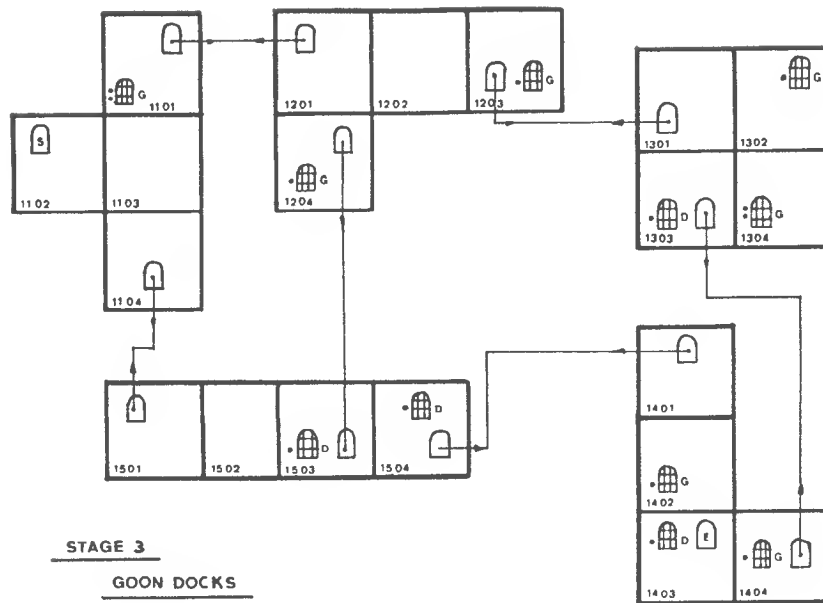 G
1101
1201
1202
1203
G
1301
1302
G
S
1102
1103
G
1204
1303
D
1304
G
1104
1401
D
1501
1502
1503
D
1504
1402
G
D
E
1403
G
1404
STAGE 3
GOON DOCKS